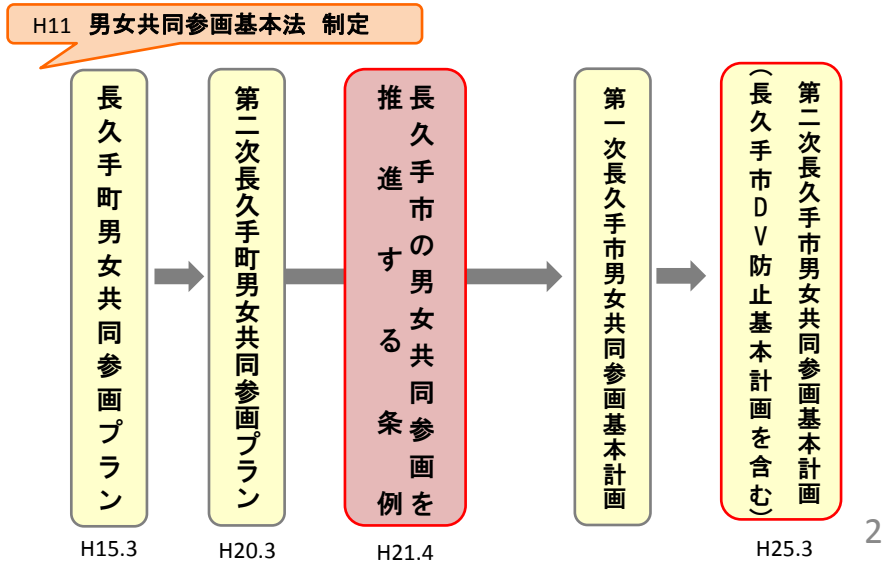 H11 男女共同参画基本法 制定
長久手町男女共同参画プラン
第二次長久手町男女共同参画プラン
長久手市の男女共同参画を
推進する条例
第一次長久手市男女共同参画基本計画
第二次長久手市男女共同参画基本計画
(長久手市DV防止基本計画を含む)
H15.3
H20.3
H21.4
H25.3
2